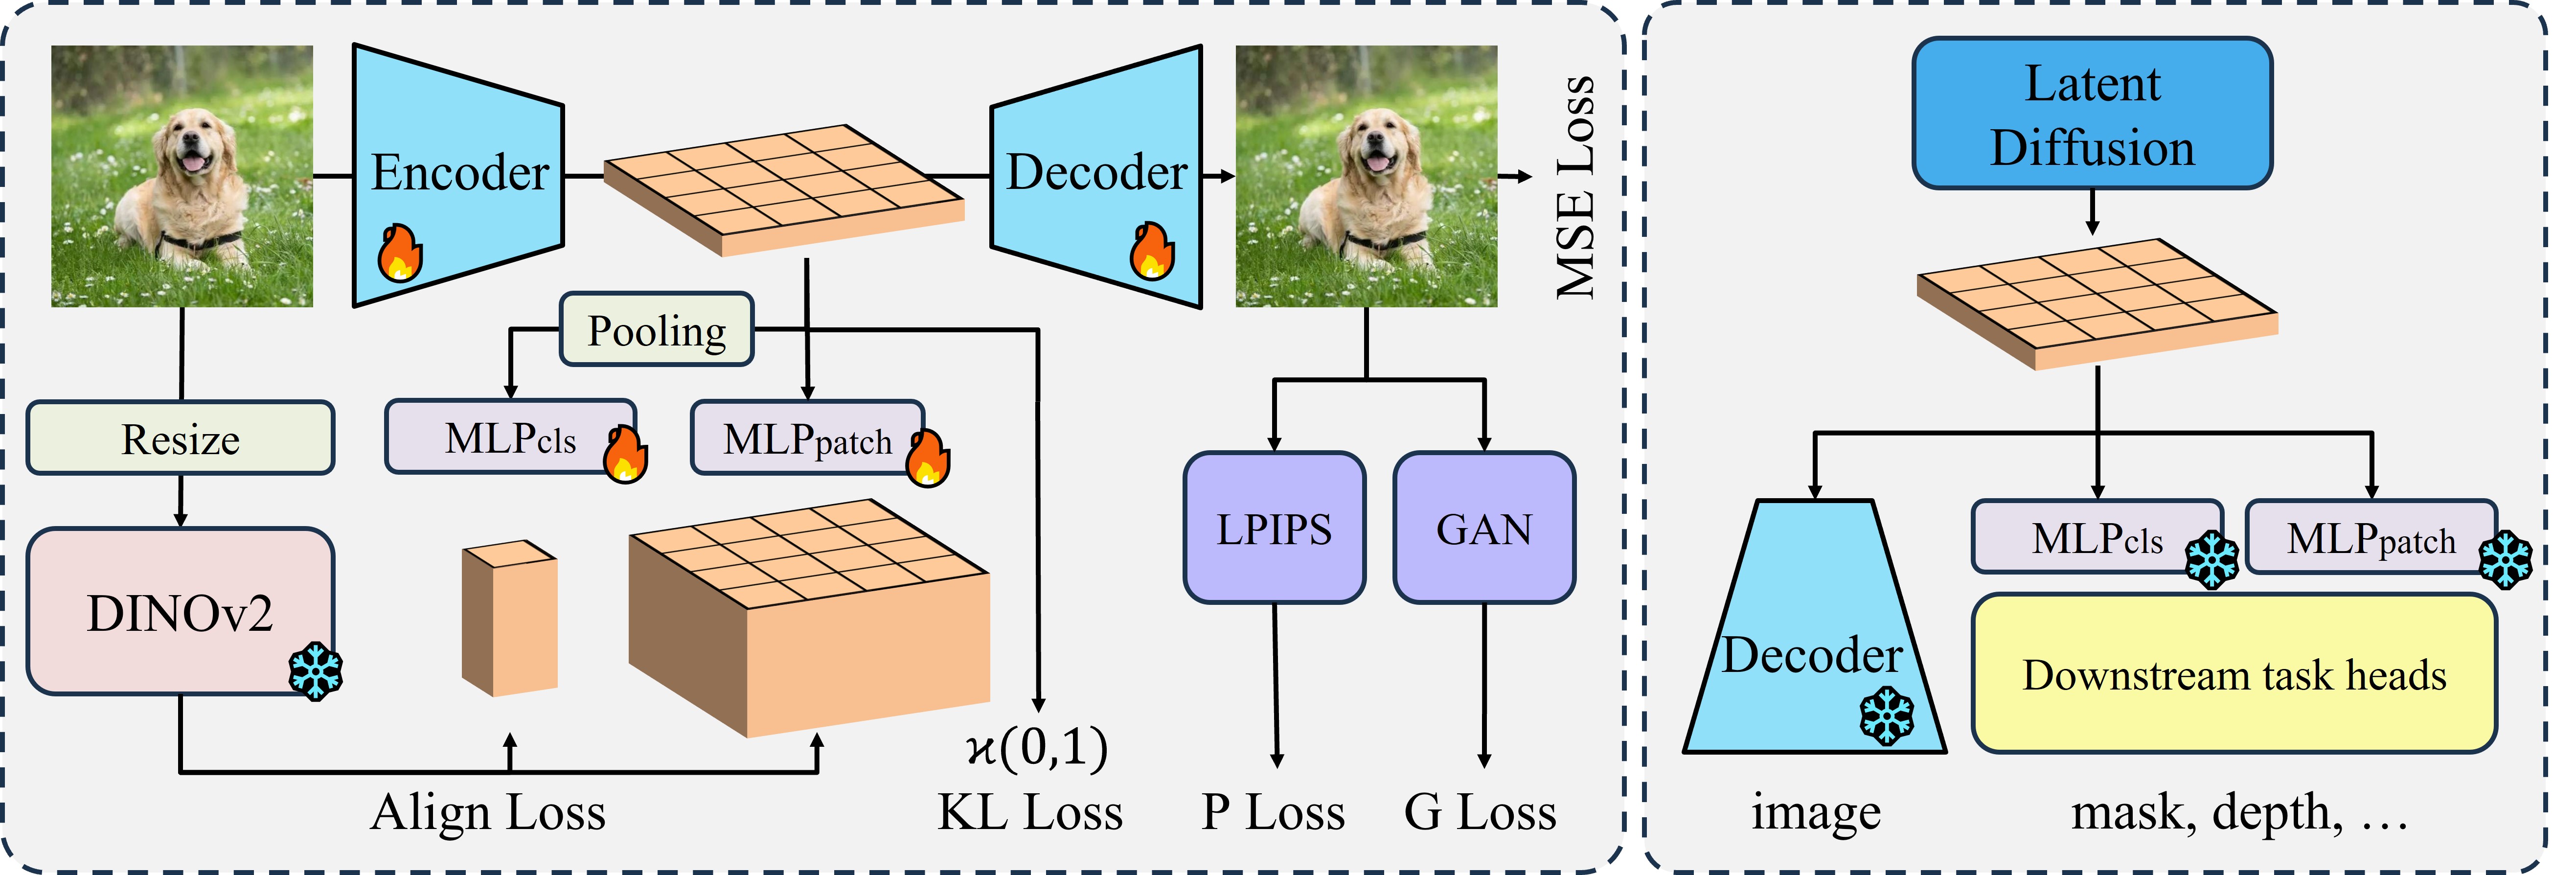 Encoder
Decoder
MSE Loss
Pooling
Resize
MLPcls
MLPpatch
DINOv2
LPIPS
GAN
ϰ(0,1)
Align Loss
KL Loss
P Loss
G Loss
Latent
Diffusion
MLPcls
MLPpatch
Decoder
Downstream task heads
image
mask, depth, …